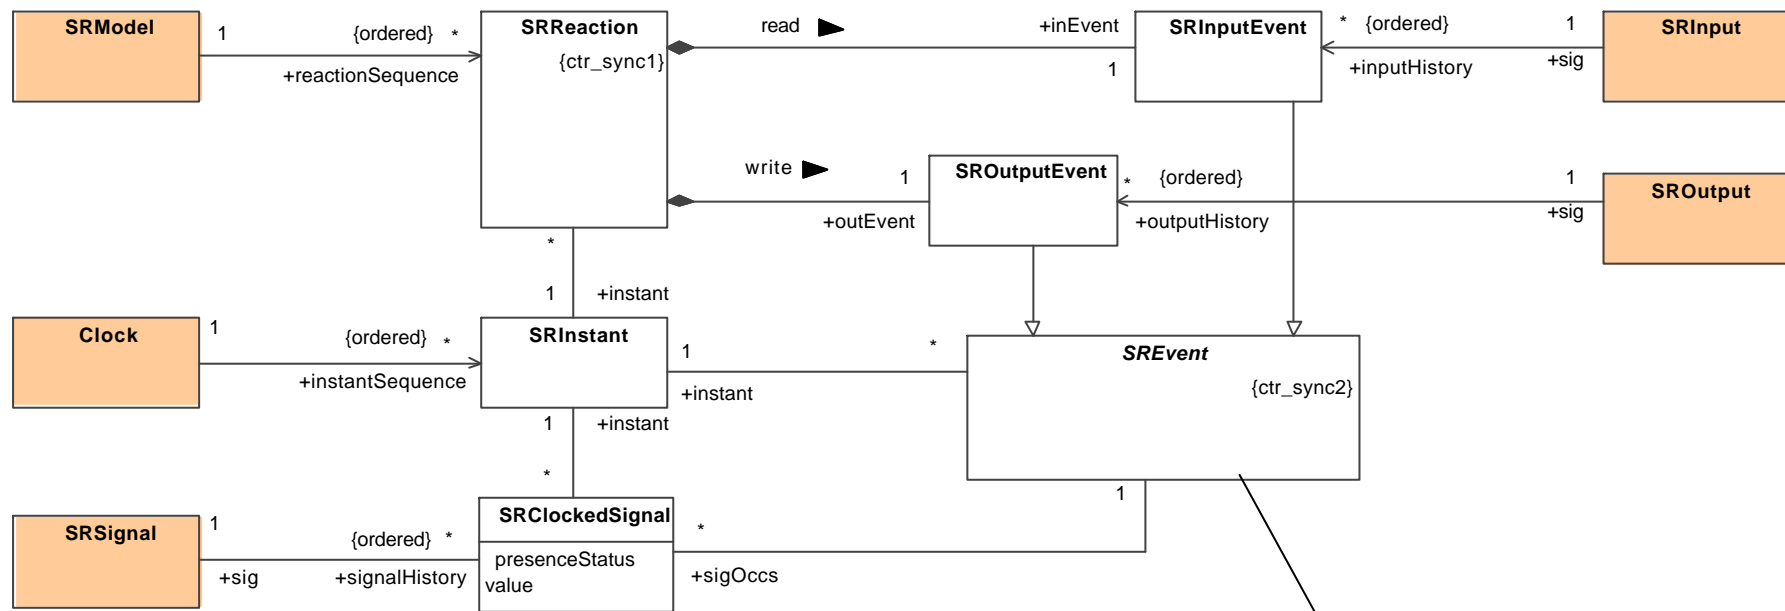 SRModel
1
{ordered} *
+reactionSequence
SRReaction
{ctr_sync1}
read
+inEvent
1
SRInputEvent
* {ordered}
+inputHistory
1
+sig
SRInput
write
1
+outEvent
SROutputEvent
* {ordered}
+outputHistory
1
+sig
SROutput
*
1 +instant
Clock
1
{ordered} *
+instantSequence
SRInstant
1
+instant
*
SREvent
{ctr_sync2}
1 +instant
*
1
SRSignal
1
+sig
{ordered} *
+signalHistory
SRClockedSignal
presenceStatus
value
*
+sigOccs